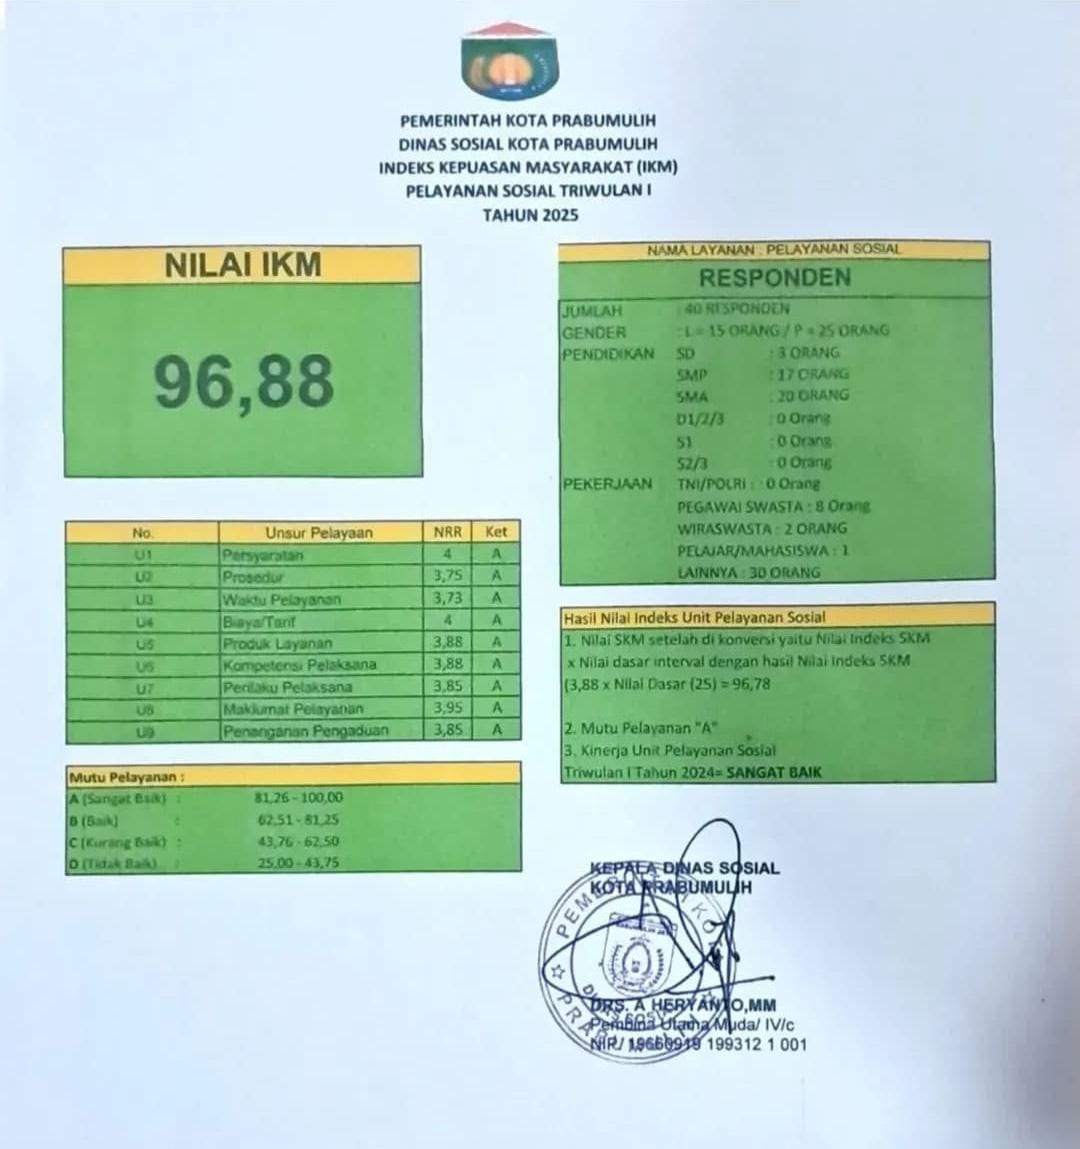 PEMERINTAH KOTA PRABUMULIH
DINAS SOSIAL KOTA PRABUMULIH
INDEKS KEPUASAN MASYARAKAT (IKM)
PELAYANAN SOSIAL TRIWULAN I
TAHUN 2025
NILAI IKM
96,88
No. Unsur Pelayaan NRR Ket
U1 Persyaratan 4 A
U2 Prosedur 3,75 A
U3 Waktu Pelayanan 3,73 A
U4 Biaya/Tarif 4 A
U5 Produk Layanan 3,88 A
U6 Kompetensi Pelaksana 3,88 A
U7 Perilaku Pelaksana 3,85 A
U8 Maklumat Pelayanan 3,95 A
U9 Penanganan Pengaduan 3,85 A
Mutu Pelayanan :
A (Sangat Baik) : 81,26 - 100,00
B (Baik) : 62,51 - 81,25
C (Kurang Baik) : 43,76 - 62,50
D (Tidak Baik) : 25,00 - 43,75
NAMA LAYANAN : PELAYANAN SOSIAL
RESPONDEN
JUMLAH : 40 RESPONDEN
GENDER : L = 15 ORANG / P = 25 ORANG
PENDIDIKAN SD : 3 ORANG
SMP : 17 ORANG
SMA : 20 ORANG
D1/2/3 : 0 Orang
S1 : 0 Orang
S2/3 : 0 Orang
PEKERJAAN TNI/POLRI : 0 Orang
PEGAWAI SWASTA : 8 Orang
WIRASWASTA : 2 ORANG
PELAJAR/MAHASISWA : 1
LAINNYA : 30 ORANG
Hasil Nilai Indeks Unit Pelayanan Sosial
1. Nilai SKM setelah di konversi yaitu Nilai Indeks SKM
x Nilai dasar interval dengan hasil Nilai Indeks SKM
(3,88 x Nilai Dasar (25) = 96,78
2. Mutu Pelayanan "A"
3. Kinerja Unit Pelayanan Sosial
Triwulan I Tahun 2024= SANGAT BAIK
KEPALA DINAS SOSIAL
KOTA PRABUMULIH
DRS. A HERYANTO,MM
Pembina Utama Muda/ IV/c
NIP/ 19660919 199312 1 001